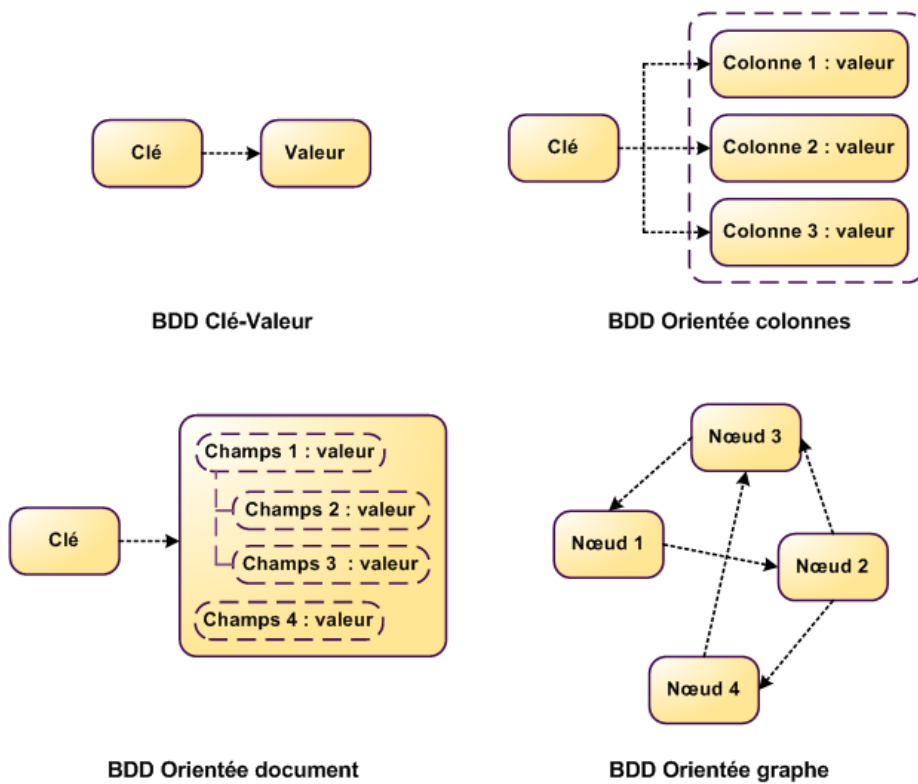 Clé
Valeur
BDD Clé-Valeur
Clé
Colonne 1 : valeur
Colonne 2 : valeur
Colonne 3 : valeur
BDD Orientée colonnes
Clé
Champs 1 : valeur
Champs 2 : valeur
Champs 3 : valeur
Champs 4 : valeur
BDD Orientée document
Nœud 3
Nœud 1
Nœud 2
Nœud 4
BDD Orientée graphe